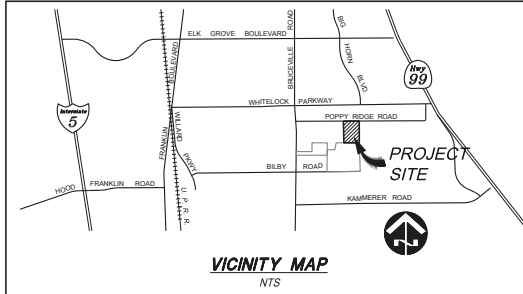 ELK GROVE BOULEVARD
BOULEVARD
FRANKLIN
ROAD
BRUCEVILLE
BIG
HORN
BLVD
Hwy
99
WHITELOCK PARKWAY
POPPY RIDGE ROAD
Interstate
5
WILLARD
PKWY
PROJECT
SITE
BILBY ROAD
HOOD FRANKLIN ROAD
U.P.R.R
KAMMERER ROAD
N
VICINITY MAP
NTS